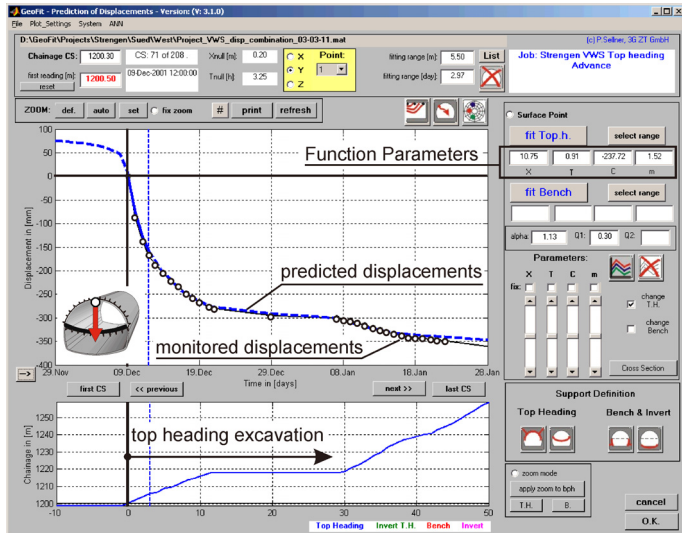 GeoFit - Prediction of Displacements - Version: (V: 3.1.0)
File Plot_Settings System ANN
D:\GeoFit\Projects\Strengen\Sued\West\Project_VWS_disp_combination_03-03-11.mat
(c) P.Sellner, 3G ZT GmbH
Chainage CS: 1200.30 CS: 71 of 208 . Xnull [m]: 0.20 X Point: fitting range [m]: 5.50 List
Job: Strengen VWS Top heading Advance
Y 1
first reading [m]: 1200.50 09-Dec-2001 12:00:00 Tnull [h]: 3.25 Z fitting range [day]: 2.97
reset
ZOOM: def. auto set fix zoom # print refresh
Surface Point
fit Top.h. select range
10.75 0.91 -237.72 1.52
X T C m
fit Bench select range
alpha: 1.13 Q1: 0.30 Q2:
Parameters:
X T C m
fix:
change T.H.
change Bench
Cross Section
Function Parameters
predicted displacements
monitored displacements
Displacement in [mm]
100
50
0
-50
-100
-150
-200
-250
-300
-350
-400
29.Nov 09.Dec 19.Dec 29.Dec 08.Jan 18.Jan 28.Jan
Time in [days]
--> first CS << previous next >> last CS
top heading excavation
Chainage in [m]
1250
1240
1230
1220
1210
1200
-10 0 10 20 30 40 50
Top Heading Invert T.H. Bench Invert
Support Definition
Top Heading Bench & Invert
zoom mode
apply zoom to bph
T.H. B.
cancel
O.K.